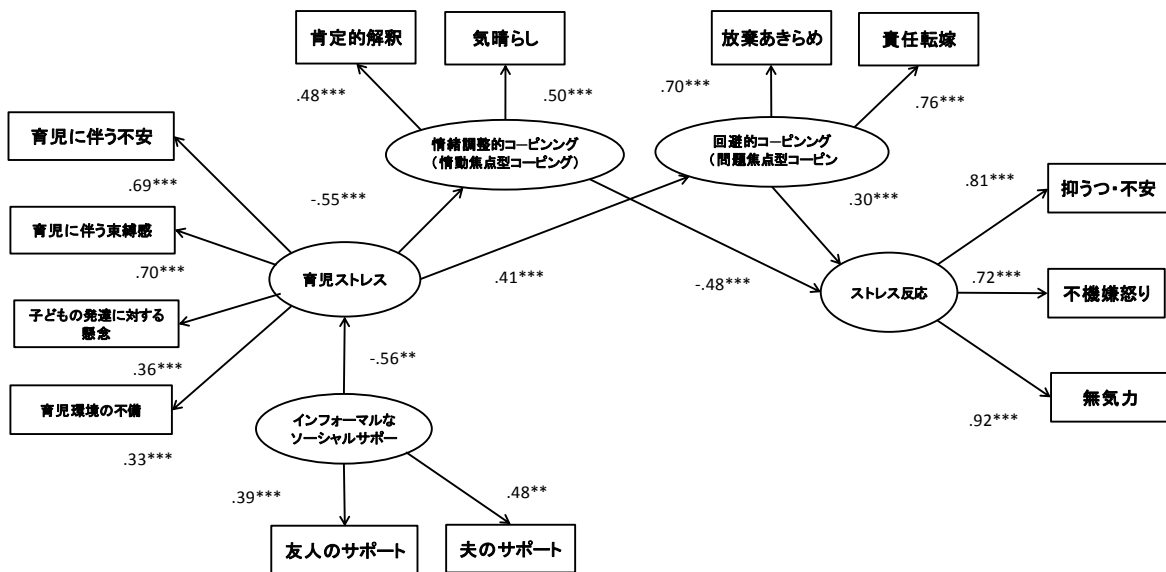 肯定的解釈
気晴らし
放棄あきらめ
責任転嫁
.48***
.50***
.70***
.76***
育児に伴う不安
情緒調整的コーピンング
(情動焦点型コーピング)
回避的コーピンング
(問題焦点型コーピン
.69***
-.55***
.30***
.81***
抑うつ・不安
育児に伴う束縛感
.70***
育児ストレス
.41***
-.48***
ストレス反応
.72***
不機嫌怒り
子どもの発達に対する
懸念
.36***
-.56**
育児環境の不備
.33***
インフォーマルな
ソーシャルサポー
.92***
無気力
.39***
.48**
友人のサポート
夫のサポート